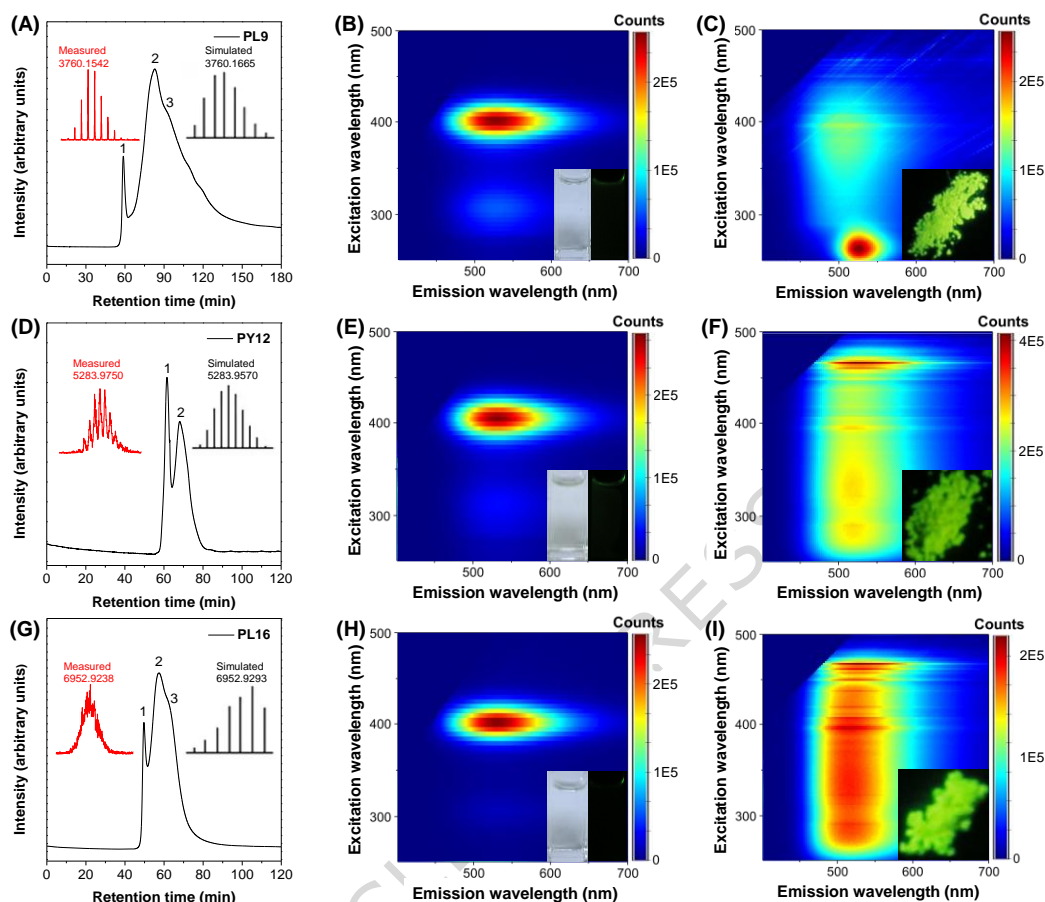 (A)
PL9
Measured
3760.1542
Simulated
3760.1665
1
2
3
Intensity (arbitrary units)
0 30 60 90 120 150 180
Retention time (min)
(B)
Counts
500
400
300
2E5
1E5
0
Excitation wavelength (nm)
500 600 700
Emission wavelength (nm)
(C)
Counts
500
400
300
2E5
1E5
0
Excitation wavelength (nm)
500 600 700
Emission wavelength (nm)
(D)
PY12
Measured
5283.9750
Simulated
5283.9570
1
2
Intensity (arbitrary units)
0 20 40 60 80 100 120
Retention time (min)
(E)
Counts
500
400
300
3E5
2E5
1E5
0
Excitation wavelength (nm)
500 600 700
Emission wavelength (nm)
(F)
Counts
500
400
300
4E5
3E5
2E5
1E5
0
Excitation wavelength (nm)
500 600 700
Emission wavelength (nm)
(G)
PL16
Measured
6952.9238
Simulated
6952.9293
1
2
3
Intensity (arbitrary units)
0 20 40 60 80 100 120
Retention time (min)
(H)
Counts
500
400
300
2E5
1E5
0
Excitation wavelength (nm)
500 600 700
Emission wavelength (nm)
(I)
Counts
500
400
300
2E5
1E5
0
Excitation wavelength (nm)
500 600 700
Emission wavelength (nm)